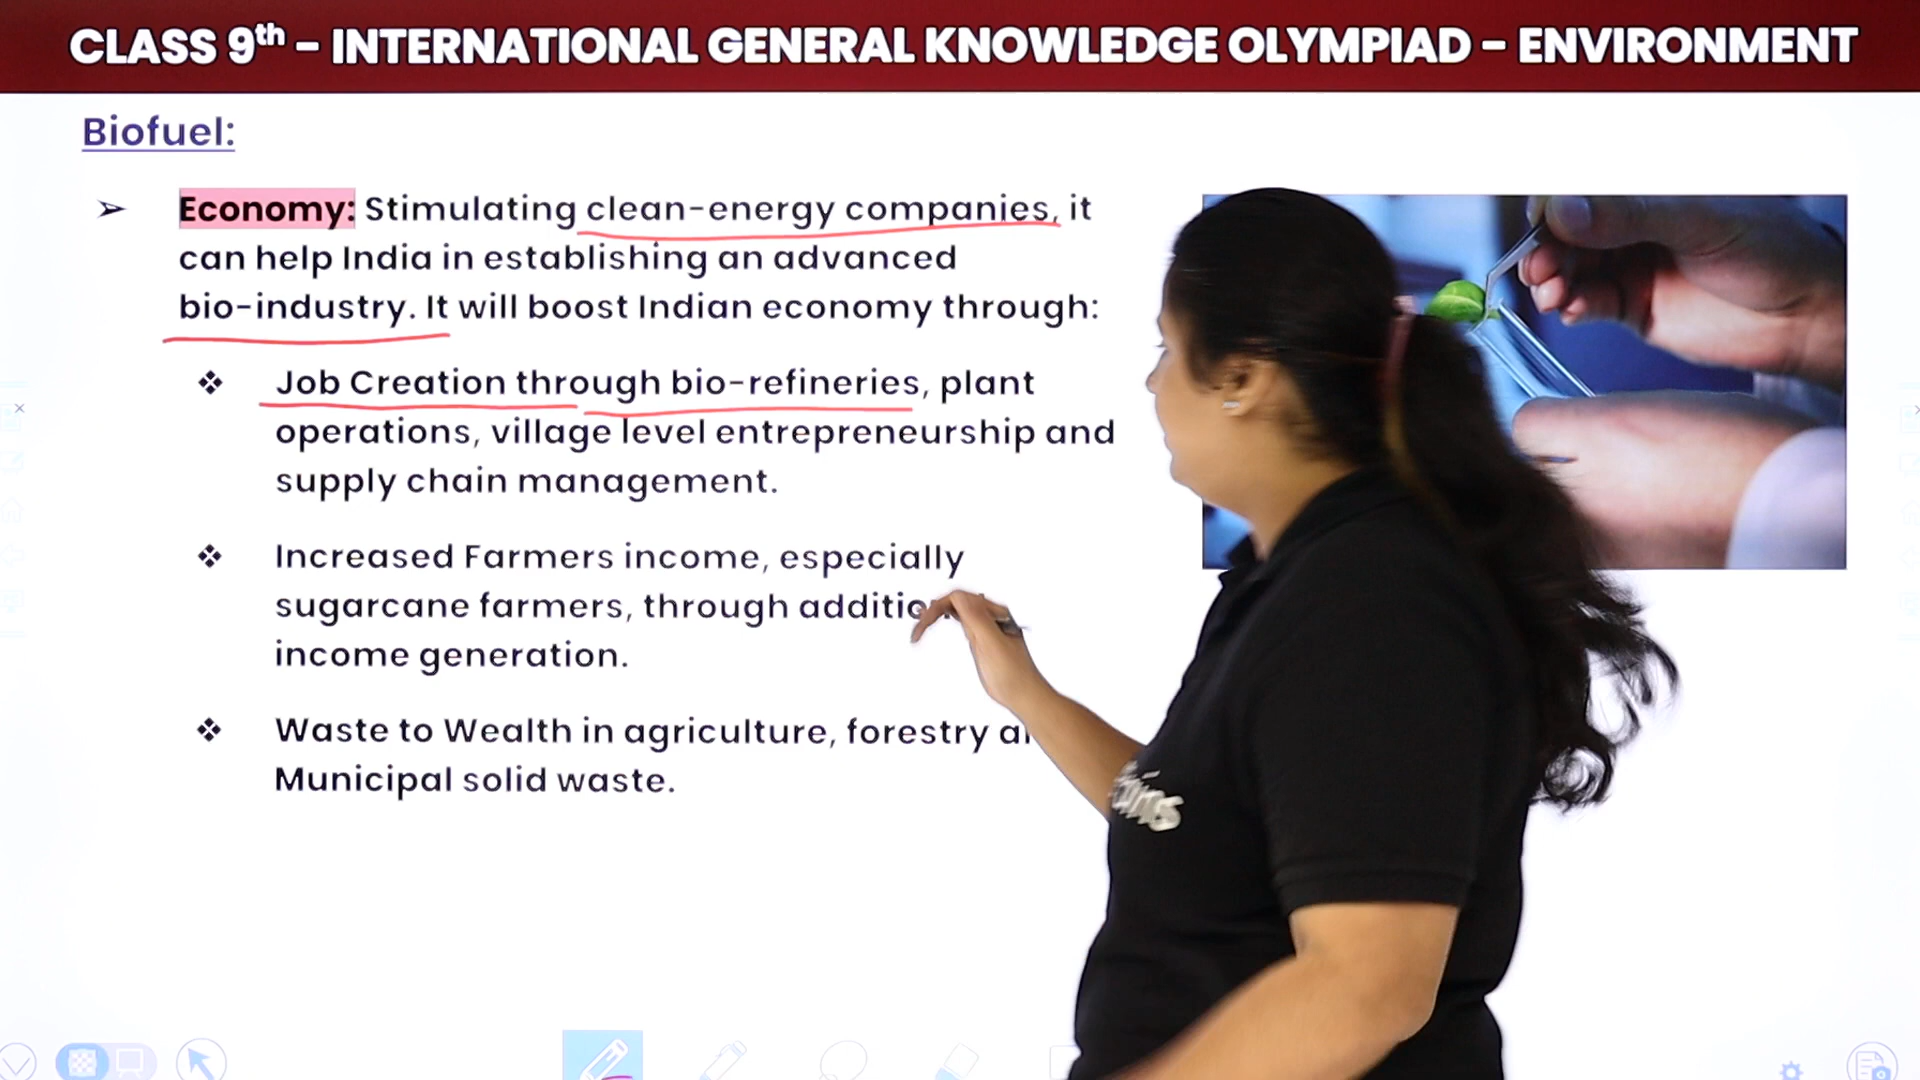 CLASS 9th – INTERNATIONAL GENERAL KNOWLEDGE OLYMPIAD – ENVIRONMENT
Biofuel:
➢ Economy: Stimulating clean-energy companies, it
can help India in establishing an advanced
bio-industry. It will boost Indian economy through:
❖ Job Creation through bio-refineries, plant
operations, village level entrepreneurship and
supply chain management.
❖ Increased Farmers income, especially
sugarcane farmers, through
income generation.
❖ Waste to Wealth in agriculture, forestry
Municipal solid waste.